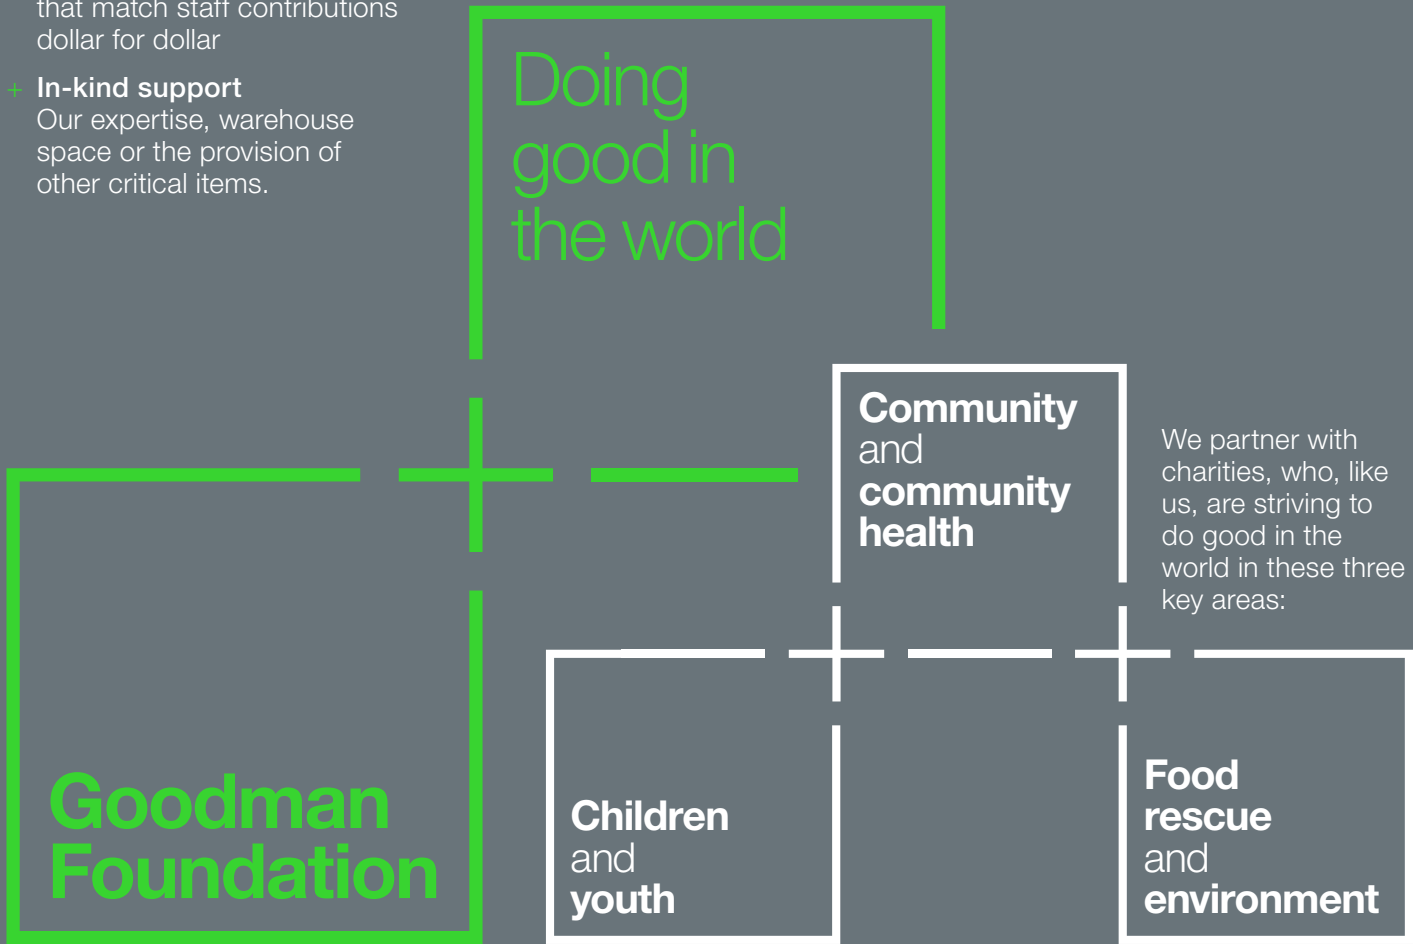 that match staff contributions
dollar for dollar
+ In-kind support
Our expertise, warehouse
space or the provision of
other critical items.
Doing
good in
the world
Goodman
Foundation
Community
and
community
health
We partner with
charities, who, like
us, are striving to
do good in the
world in these three
key areas:
Children
and
youth
Food
rescue
and
environment